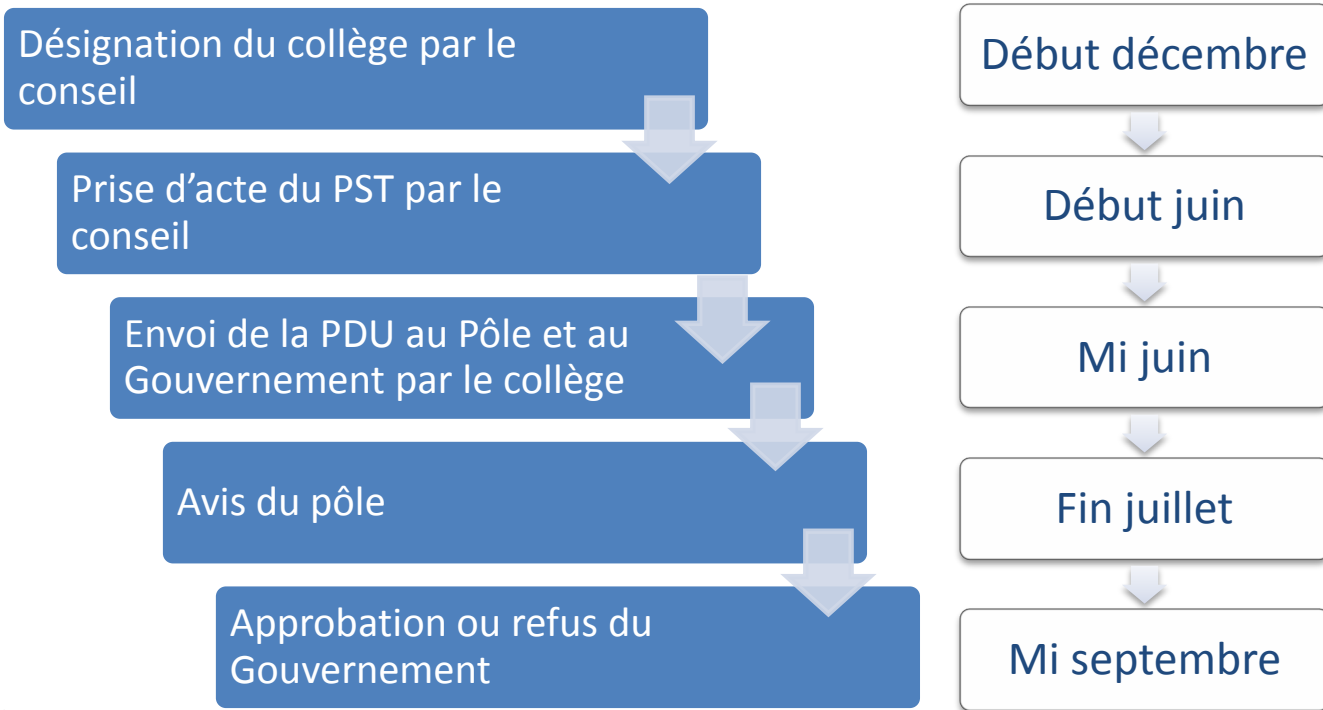 Désignation du collège par le
conseil
Début décembre
Prise d’acte du PST par le
conseil
Début juin
Envoi de la PDU au Pôle et au
Gouvernement par le collège
Mi juin
Avis du pôle
Fin juillet
Approbation ou refus du
Gouvernement
Mi septembre